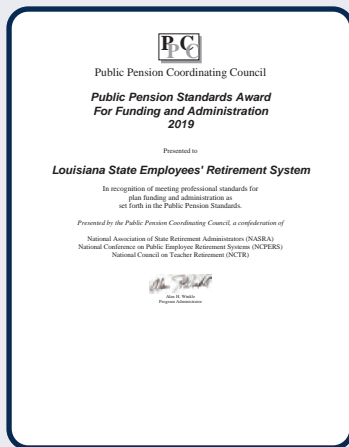 PPCC
Public Pension Coordinating Council
Public Pension Standards Award
For Funding and Administration
2019
Presented to
Louisiana State Employees' Retirement System
In recognition of meeting professional standards for
plan funding and administration as
set forth in the Public Pension Standards.
Presented by the Public Pension Coordinating Council, a confederation of
National Association of State Retirement Administrators (NASRA)
National Conference on Public Employee Retirement Systems (NCPERS)
National Council on Teacher Retirement (NCTR)
Alan H. Winkle
Program Administrator